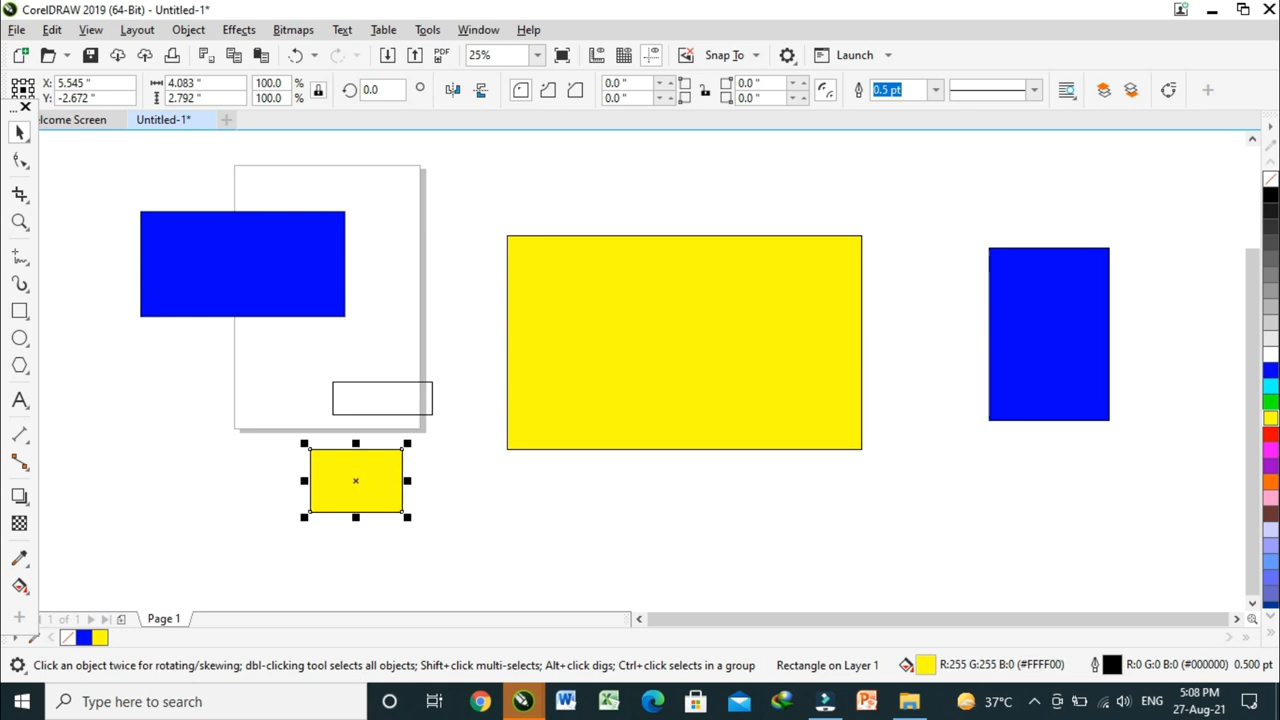 CorelDRAW 2019 (64-Bit) - Untitled-1*
File Edit View Layout Object Effects Bitmaps Text Table Tools Window Help
PDF 25% Snap To Launch
X: 5.545 " 4.083 " 100.0 % 0.0 0.0 " 0.0 " 0.5 pt
Y: -2.672 " 2.792 " 100.0 % 0.0 " 0.0 "
elcome Screen Untitled-1*
1 of 1 Page 1
Click an object twice for rotating/skewing; dbl-clicking tool selects all objects; Shift+click multi-selects; Alt+click digs; Ctrl+click selects in a group Rectangle on Layer 1 R:255 G:255 B:0 (#FFFF00) R:0 G:0 B:0 (#000000) 0.500 pt
Type here to search 37°C ENG 5:08 PM
27-Aug-21